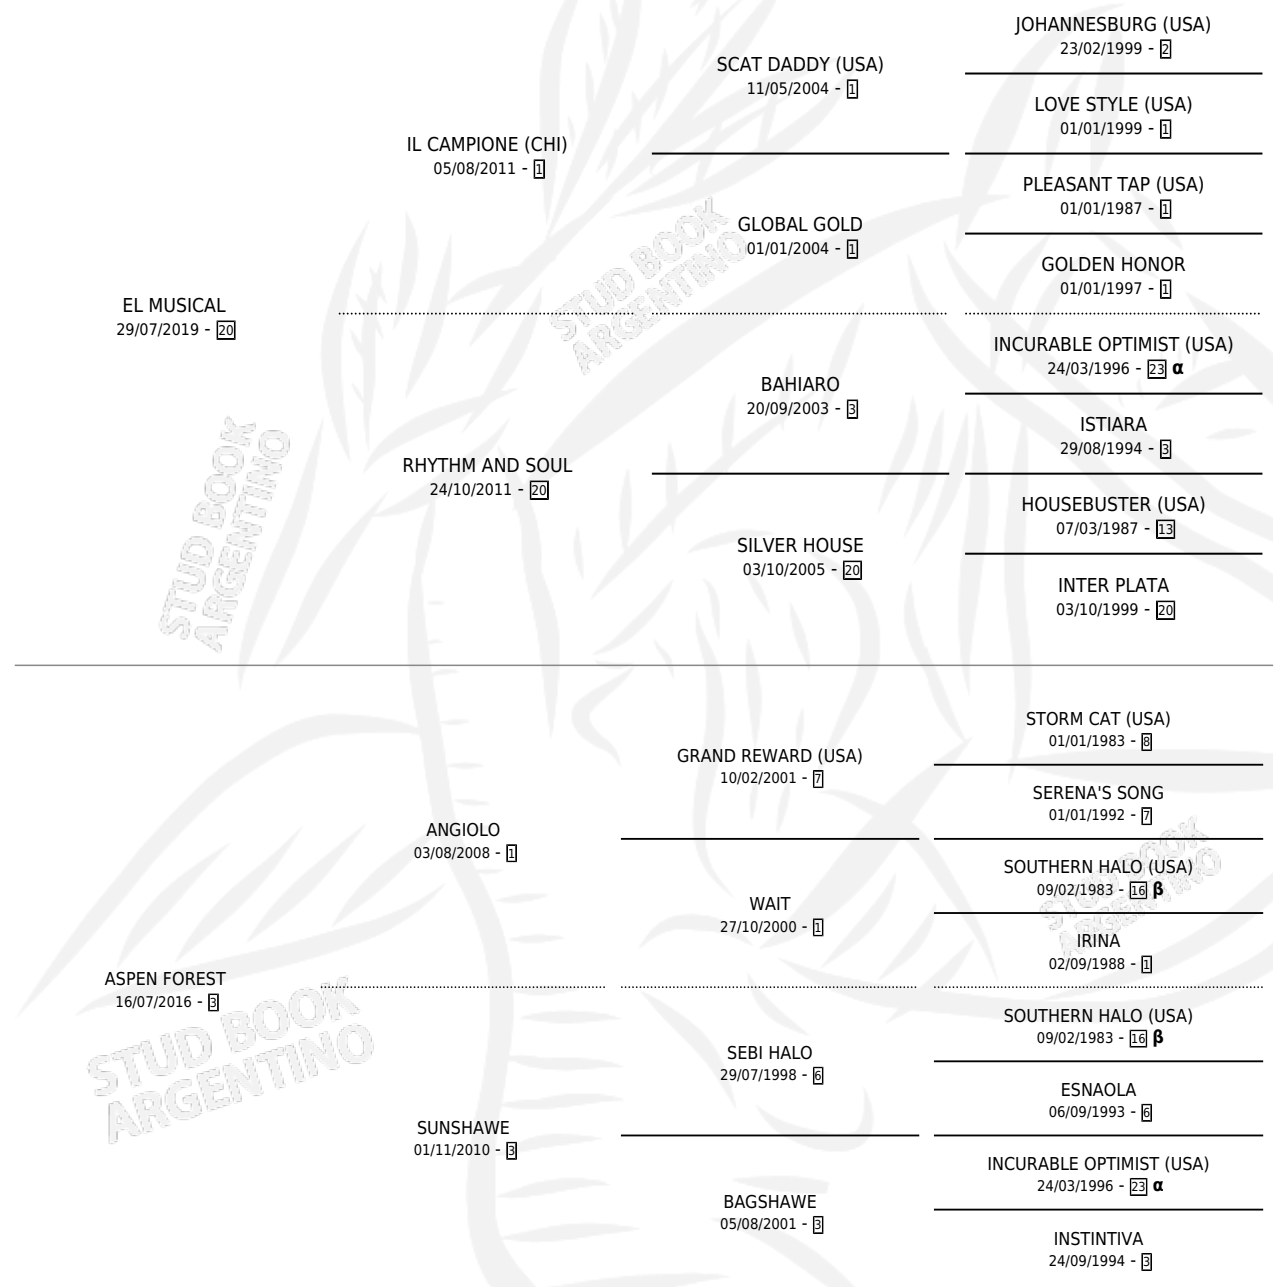 JOHANNESBURG (USA)
23/02/1999 - 2
SCAT DADDY (USA)
11/05/2004 - 1
LOVE STYLE (USA)
01/01/1999 - 1
IL CAMPIONE (CHI)
05/08/2011 - 1
PLEASANT TAP (USA)
01/01/1987 - 1
GLOBAL GOLD
01/01/2004 - 1
GOLDEN HONOR
01/01/1997 - 1
EL MUSICAL
29/07/2019 - 20
INCURABLE OPTIMIST (USA)
24/03/1996 - 23 α
BAHIARO
20/09/2003 - 3
ISTIARA
29/08/1994 - 3
RHYTHM AND SOUL
24/10/2011 - 20
HOUSEBUSTER (USA)
07/03/1987 - 13
SILVER HOUSE
03/10/2005 - 20
INTER PLATA
03/10/1999 - 20
STORM CAT (USA)
01/01/1983 - 8
GRAND REWARD (USA)
10/02/2001 - 7
SERENA'S SONG
01/01/1992 - 7
ANGIOLO
03/08/2008 - 1
SOUTHERN HALO (USA)
09/02/1983 - 16 β
WAIT
27/10/2000 - 1
IRINA
02/09/1988 - 1
ASPEN FOREST
16/07/2016 - 3
SOUTHERN HALO (USA)
09/02/1983 - 16 β
SEBI HALO
29/07/1998 - 6
ESNAOLA
06/09/1993 - 6
SUNSHAWE
01/11/2010 - 3
INCURABLE OPTIMIST (USA)
24/03/1996 - 23 α
BAGSHAWE
05/08/2001 - 3
INSTINTIVA
24/09/1994 - 3
STUD BOOK
ARGENTINO
STUD BOOK
ARGENTINO
STUD BOOK
ARGENTINO
STUD BOOK
ARGENTINO